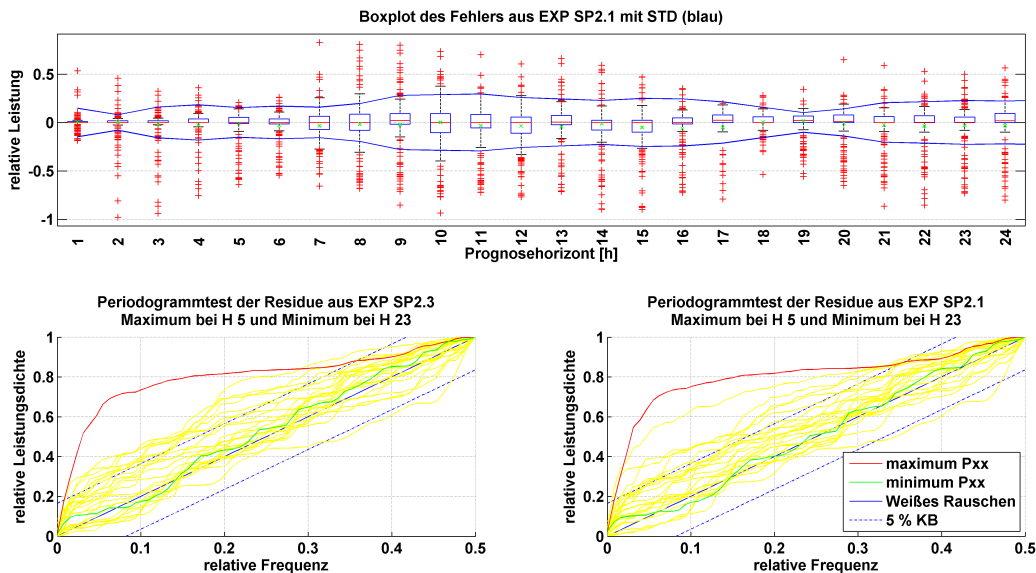 Boxplot des Fehlers aus EXP SP2.1 mit STD (blau)
relative Leistung
0.5
0
-0.5
-1
1 2 3 4 5 6 7 8 9 10 11 12 13 14 15 16 17 18 19 20 21 22 23 24
Prognosehorizont [h]
Periodogrammtest der Residue aus EXP SP2.3
Maximum bei H 5 und Minimum bei H 23
relative Leistungsdichte
1
0.8
0.6
0.4
0.2
0
0 0.1 0.2 0.3 0.4 0.5
relative Frequenz
Periodogrammtest der Residue aus EXP SP2.1
Maximum bei H 5 und Minimum bei H 23
relative Leistungsdichte
1
0.8
0.6
0.4
0.2
0
maximum Pxx
minimum Pxx
Weißes Rauschen
5 % KB
0 0.1 0.2 0.3 0.4 0.5
relative Frequenz